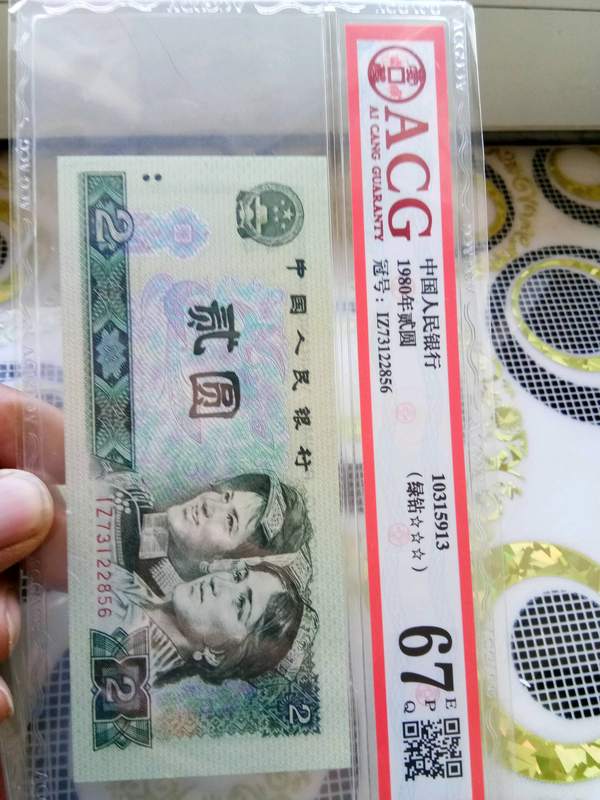 ACG
AI CANG GUARANTY
中国人民银行
1980年贰圆
冠号：IZ73122856
10315913
（绿钻☆☆☆）
67
E
P
Q
中国人民银行
贰圆
2
IZ73122856
2
2